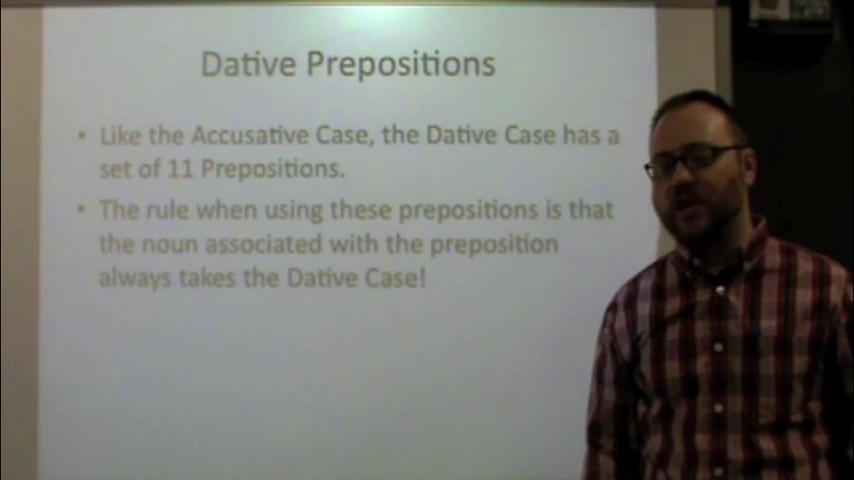 Dative Prepositions
• Like the Accusative Case, the Dative Case has a
set of 11 Prepositions.
• The rule when using these prepositions is that
the noun associated with the preposition
always takes the Dative Case!